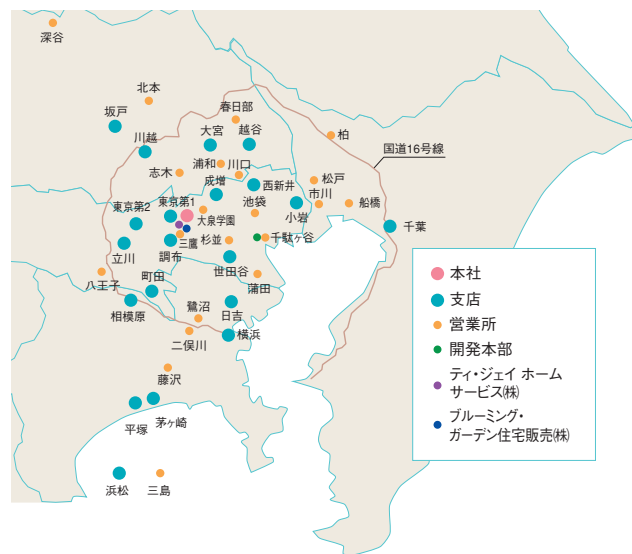 深谷
北本
春日部
坂戸
川越
大宮
越谷
柏
国道16号線
浦和
川口
志木
成増
西新井
松戸
市川
船橋
東京第2
東京第1
大泉学園
池袋
小岩
千葉
立川
調布
三鷹
杉並
千駄ヶ谷
世田谷
八王子
町田
蒲田
相模原
鷺沼
日吉
二俣川
横浜
藤沢
平塚
茅ヶ崎
浜松
三島
本社
支店
営業所
開発本部
ティ・ジェイ ホーム
サービス㈱
ブルーミング・
ガーデン住宅販売㈱